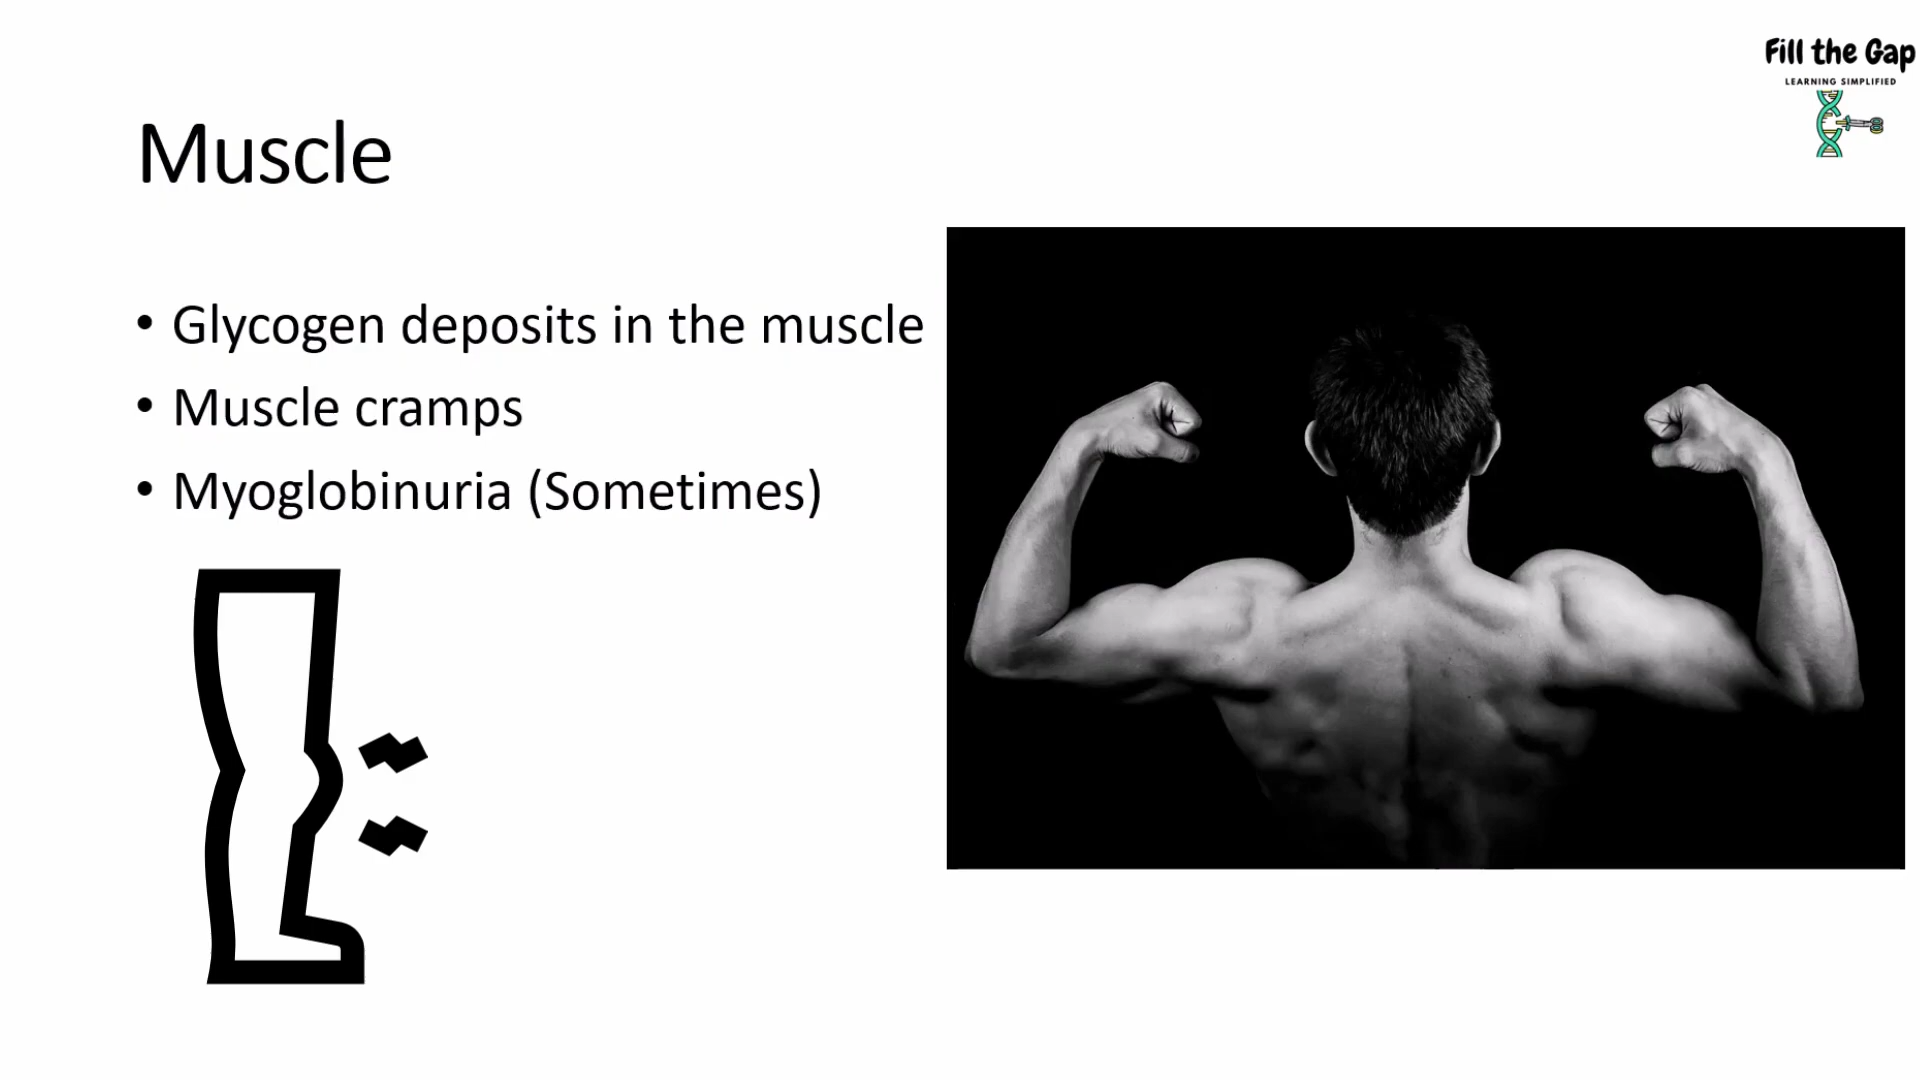 Fill the Gap
LEARNING SIMPLIFIED
Muscle
• Glycogen deposits in the muscle
• Muscle cramps
• Myoglobinuria (Sometimes)